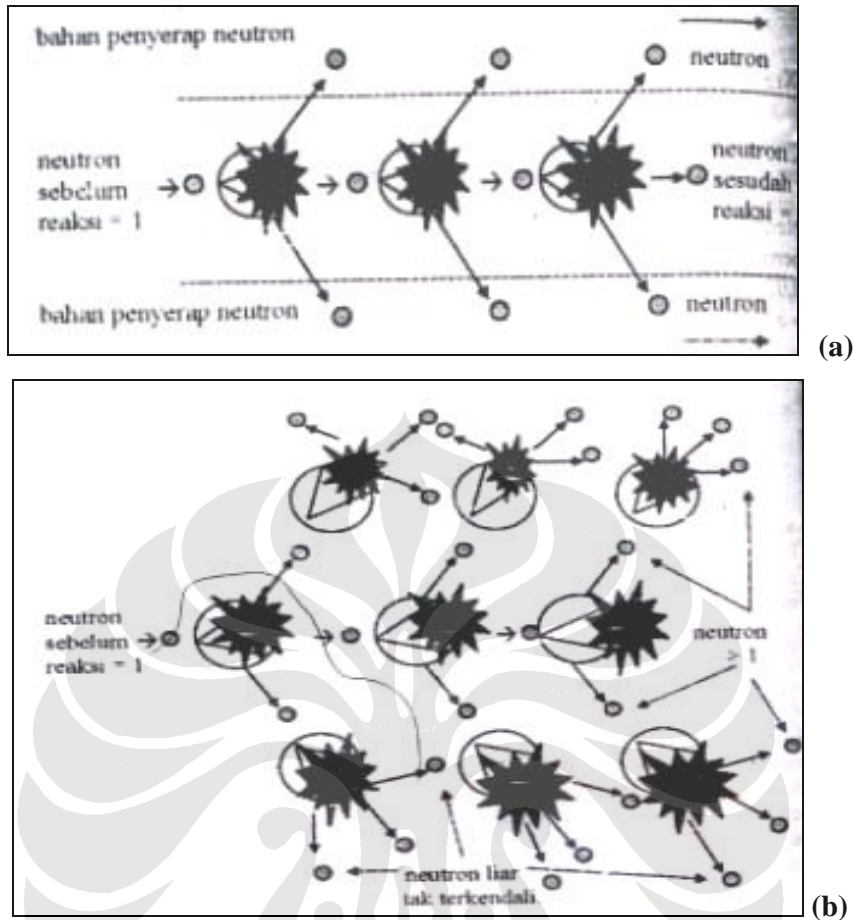 bahan penyerap neutron
neutron
neutron
sebelum
reaksi = 1
neutron
sesudah
reaksi =
bahan penyerap neutron
neutron
(a)
neutron
sebelum
reaksi = 1
neutron
> 1
neutron liar
tak terkendali
(b)